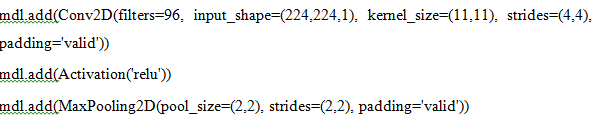 mdl.add(Conv2D(filters=96, input_shape=(224,224,1), kernel_size=(11,11), strides=(4,4),
padding='valid'))
mdl.add(Activation('relu'))
mdl.add(MaxPooling2D(pool_size=(2,2), strides=(2,2), padding='valid'))